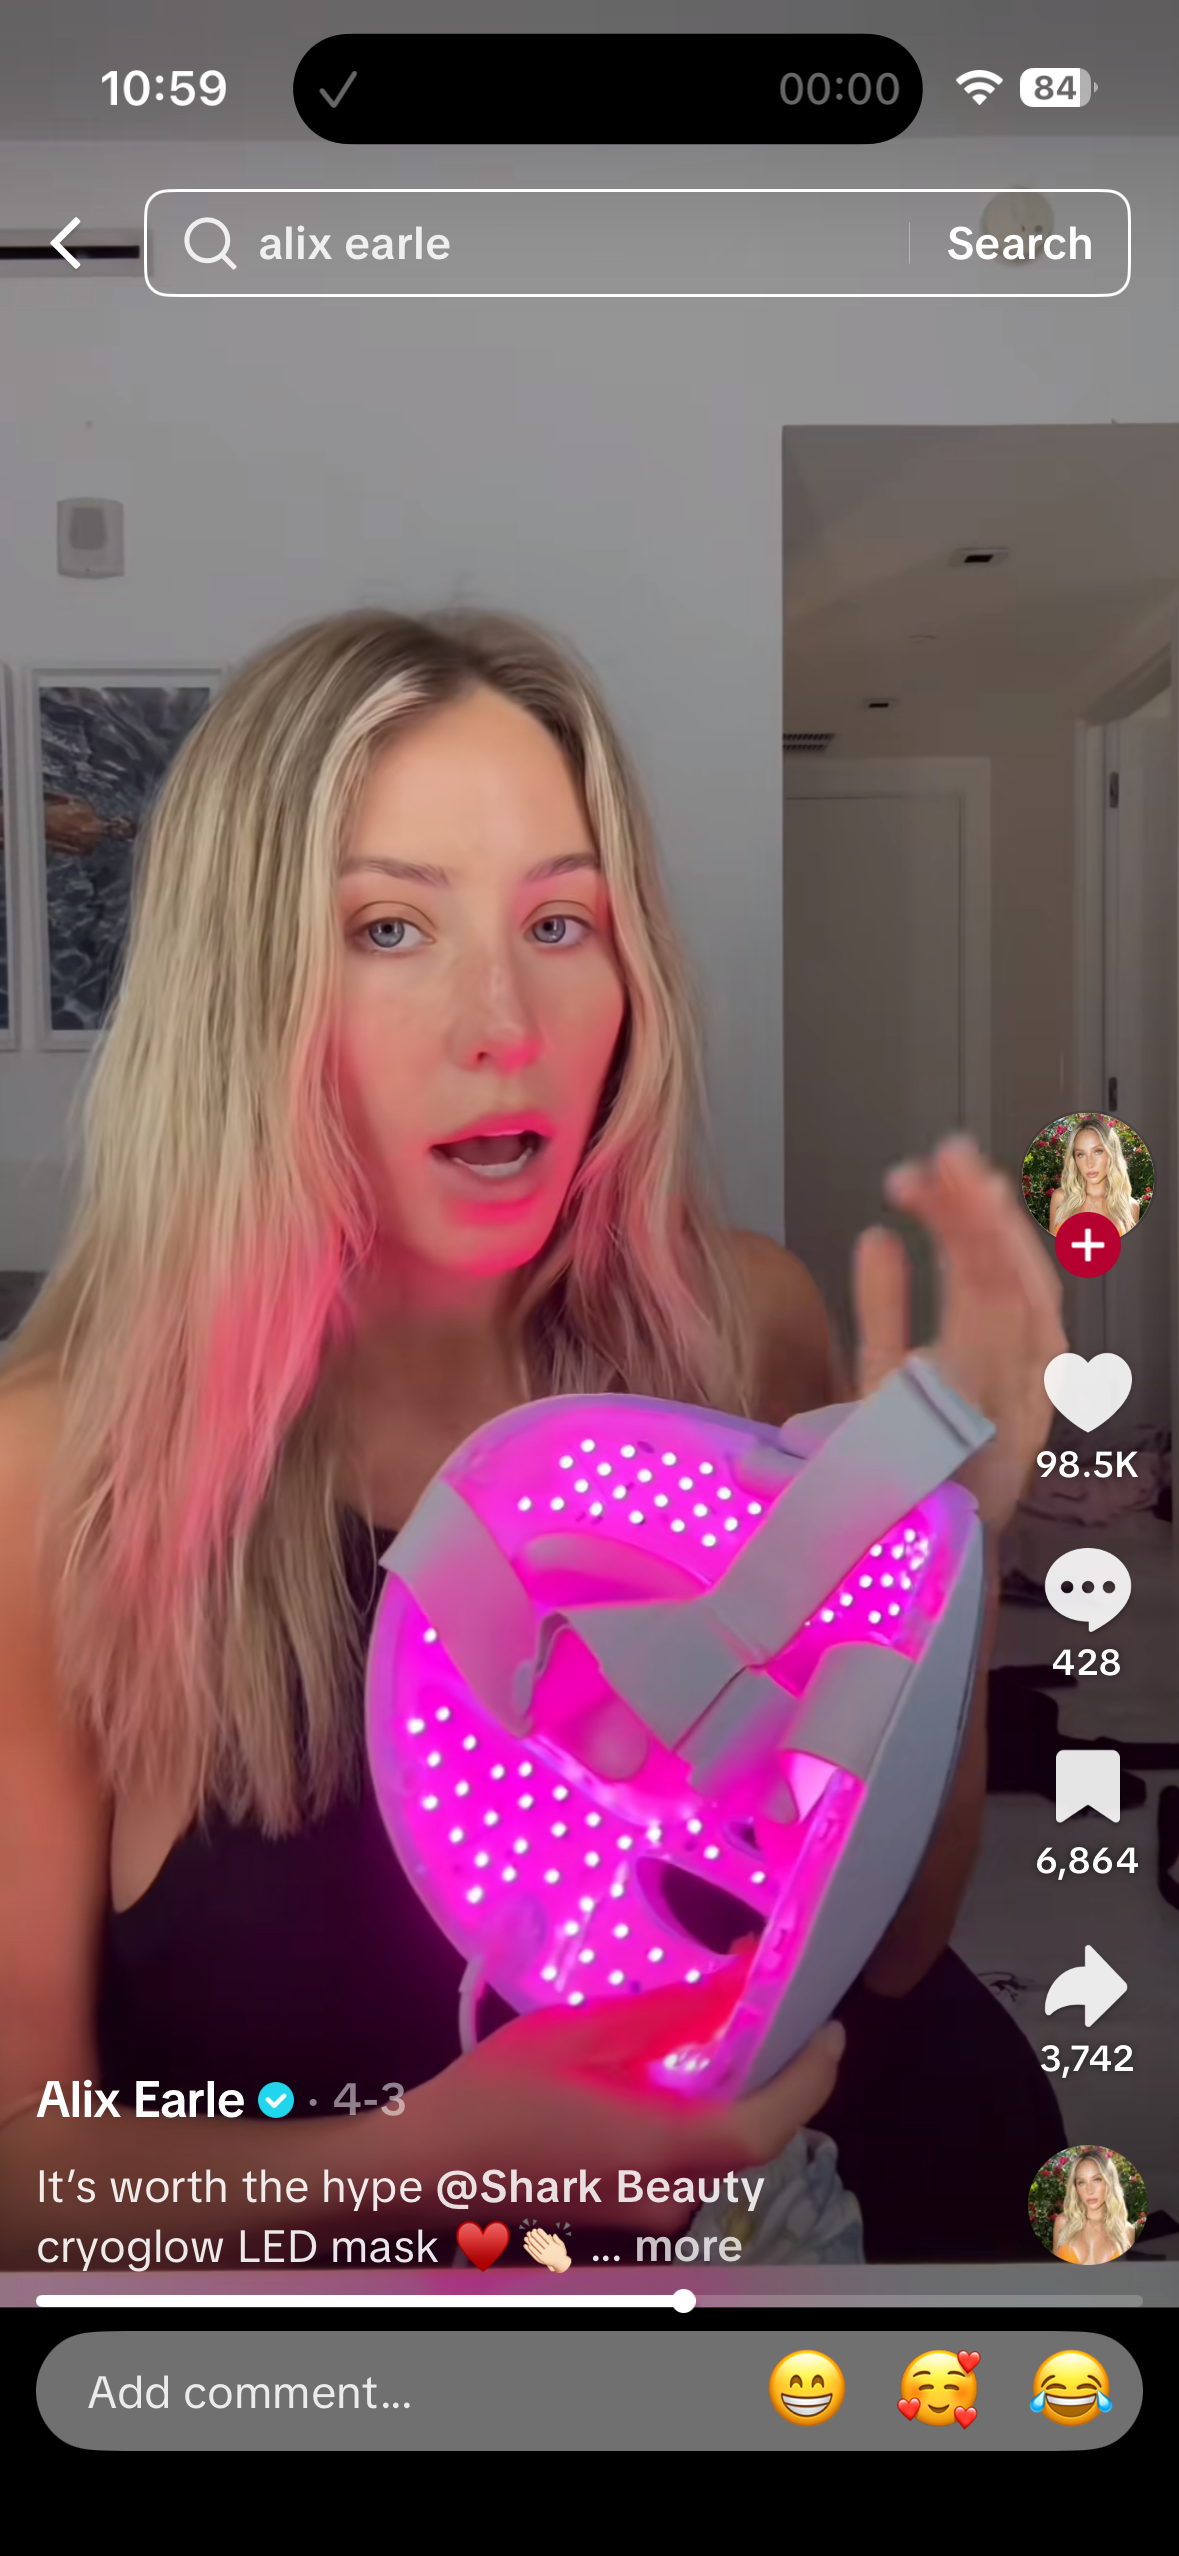 10:59
00:00
84
alix earle
Search
98.5K
428
6,864
3,742
Alix Earle · 4-3
It's worth the hype @Shark Beauty
cryoglow LED mask ❤️👏🏻 ... more
Add comment...